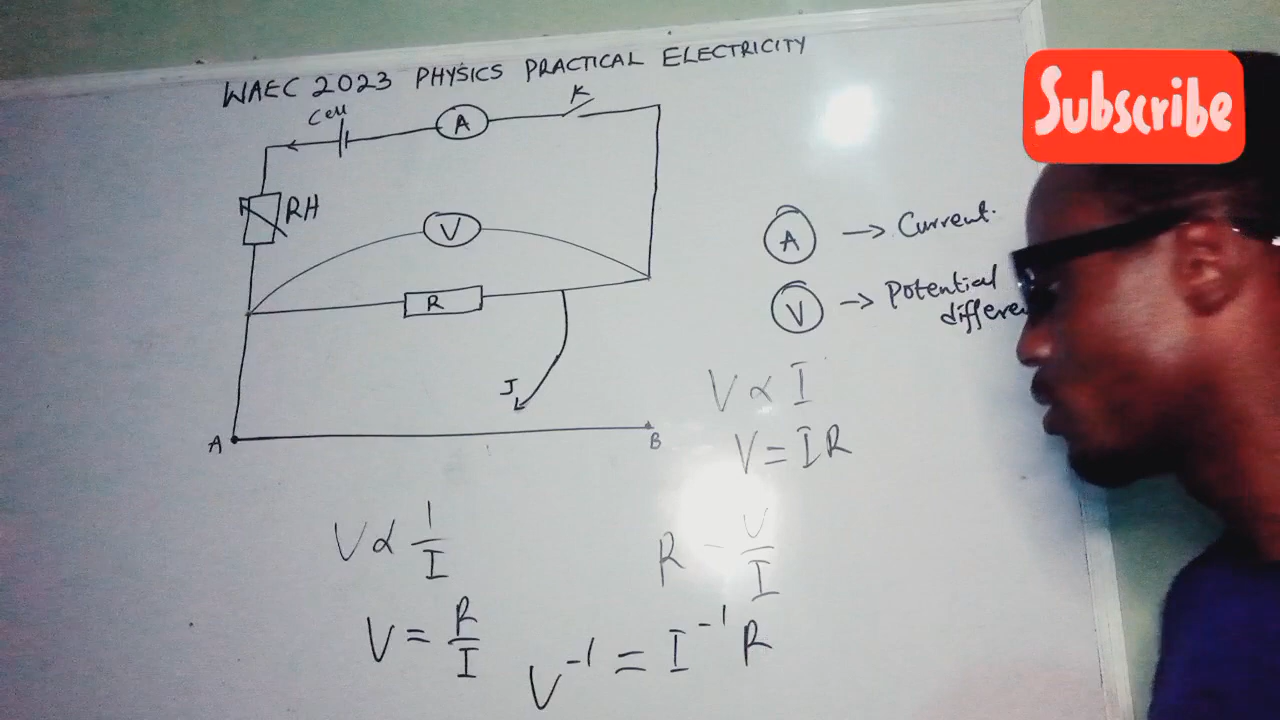 WAEC 2023 PHYSICS PRACTICAL ELECTRICITY
Subscribe
Cell
A
K
RH
V
R
J
A
B
A → Current.
V → Potential
V ∝ I
V = IR
V ∝ 1/I
R = V/I
V = R/I
V⁻¹ = I⁻¹ R